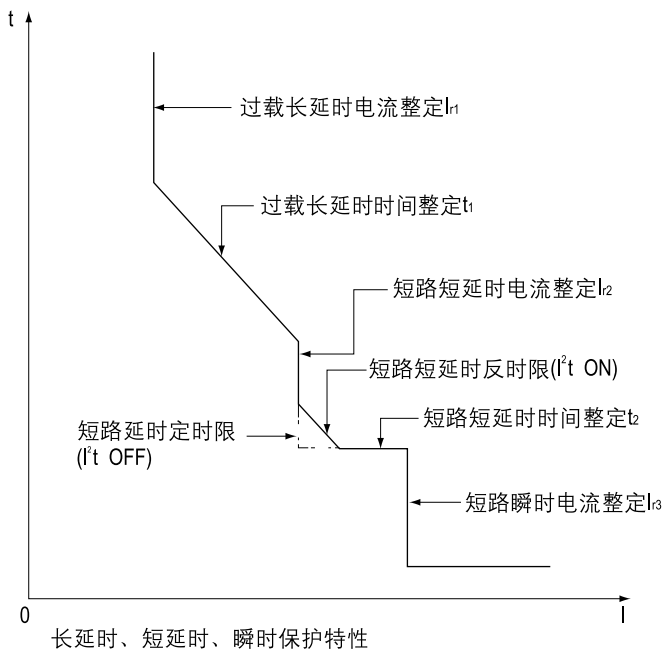 t
过载长延时电流整定Ir1
过载长延时时间整定t1
短路短延时电流整定Ir2
短路短延时反时限(I²t ON)
短路延时定时限
(I²t OFF)
短路短延时时间整定t2
短路瞬时电流整定Ir3
0
I
长延时、短延时、瞬时保护特性